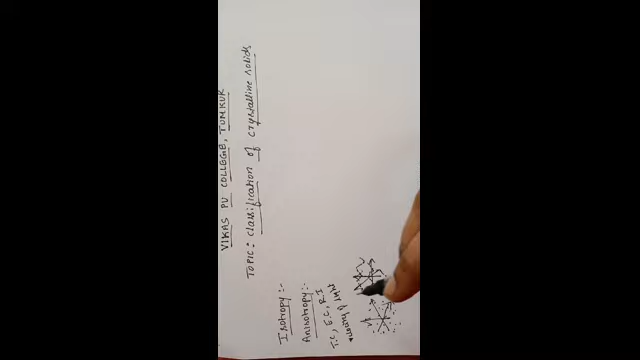 VIKAS PU COLLEGE, TUMKUR
TOPIC: classification of crystalline solids
Isotropy:-
Anisotropy:-
T.C, E.C, R.I